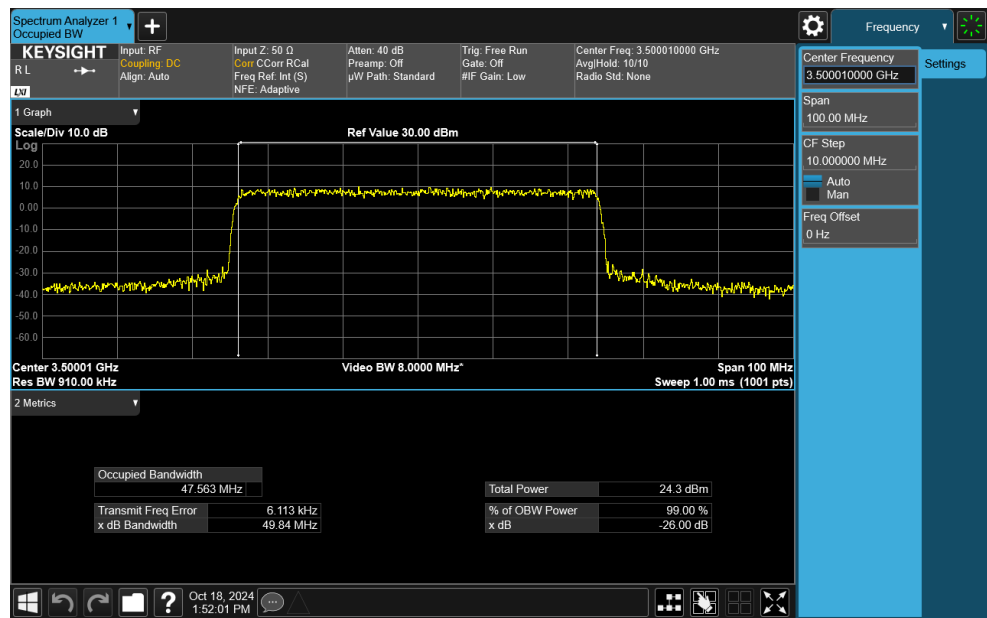 Spectrum Analyzer 1
Occupied BW
Frequency
KEYSIGHT
R L
LXI
Input: RF
Coupling: DC
Align: Auto
Input Z: 50 Ω
Corr CCorr RCal
Freq Ref: Int (S)
NFE: Adaptive
Atten: 40 dB
Preamp: Off
µW Path: Standard
Trig: Free Run
Gate: Off
#IF Gain: Low
Center Freq: 3.500010000 GHz
Avg|Hold: 10/10
Radio Std: None
Center Frequency
3.500010000 GHz
Settings
Span
100.00 MHz
CF Step
10.000000 MHz
Auto
Man
Freq Offset
0 Hz
1 Graph
Scale/Div 10.0 dB
Ref Value 30.00 dBm
Log
20.0
10.0
0.00
-10.0
-20.0
-30.0
-40.0
-50.0
-60.0
Center 3.50001 GHz
Video BW 8.0000 MHz*
Span 100 MHz
Res BW 910.00 kHz
Sweep 1.00 ms (1001 pts)
2 Metrics
Occupied Bandwidth
47.563 MHz
Total Power 24.3 dBm
Transmit Freq Error 6.113 kHz
% of OBW Power 99.00 %
x dB Bandwidth 49.84 MHz
x dB -26.00 dB
Oct 18, 2024
1:52:01 PM